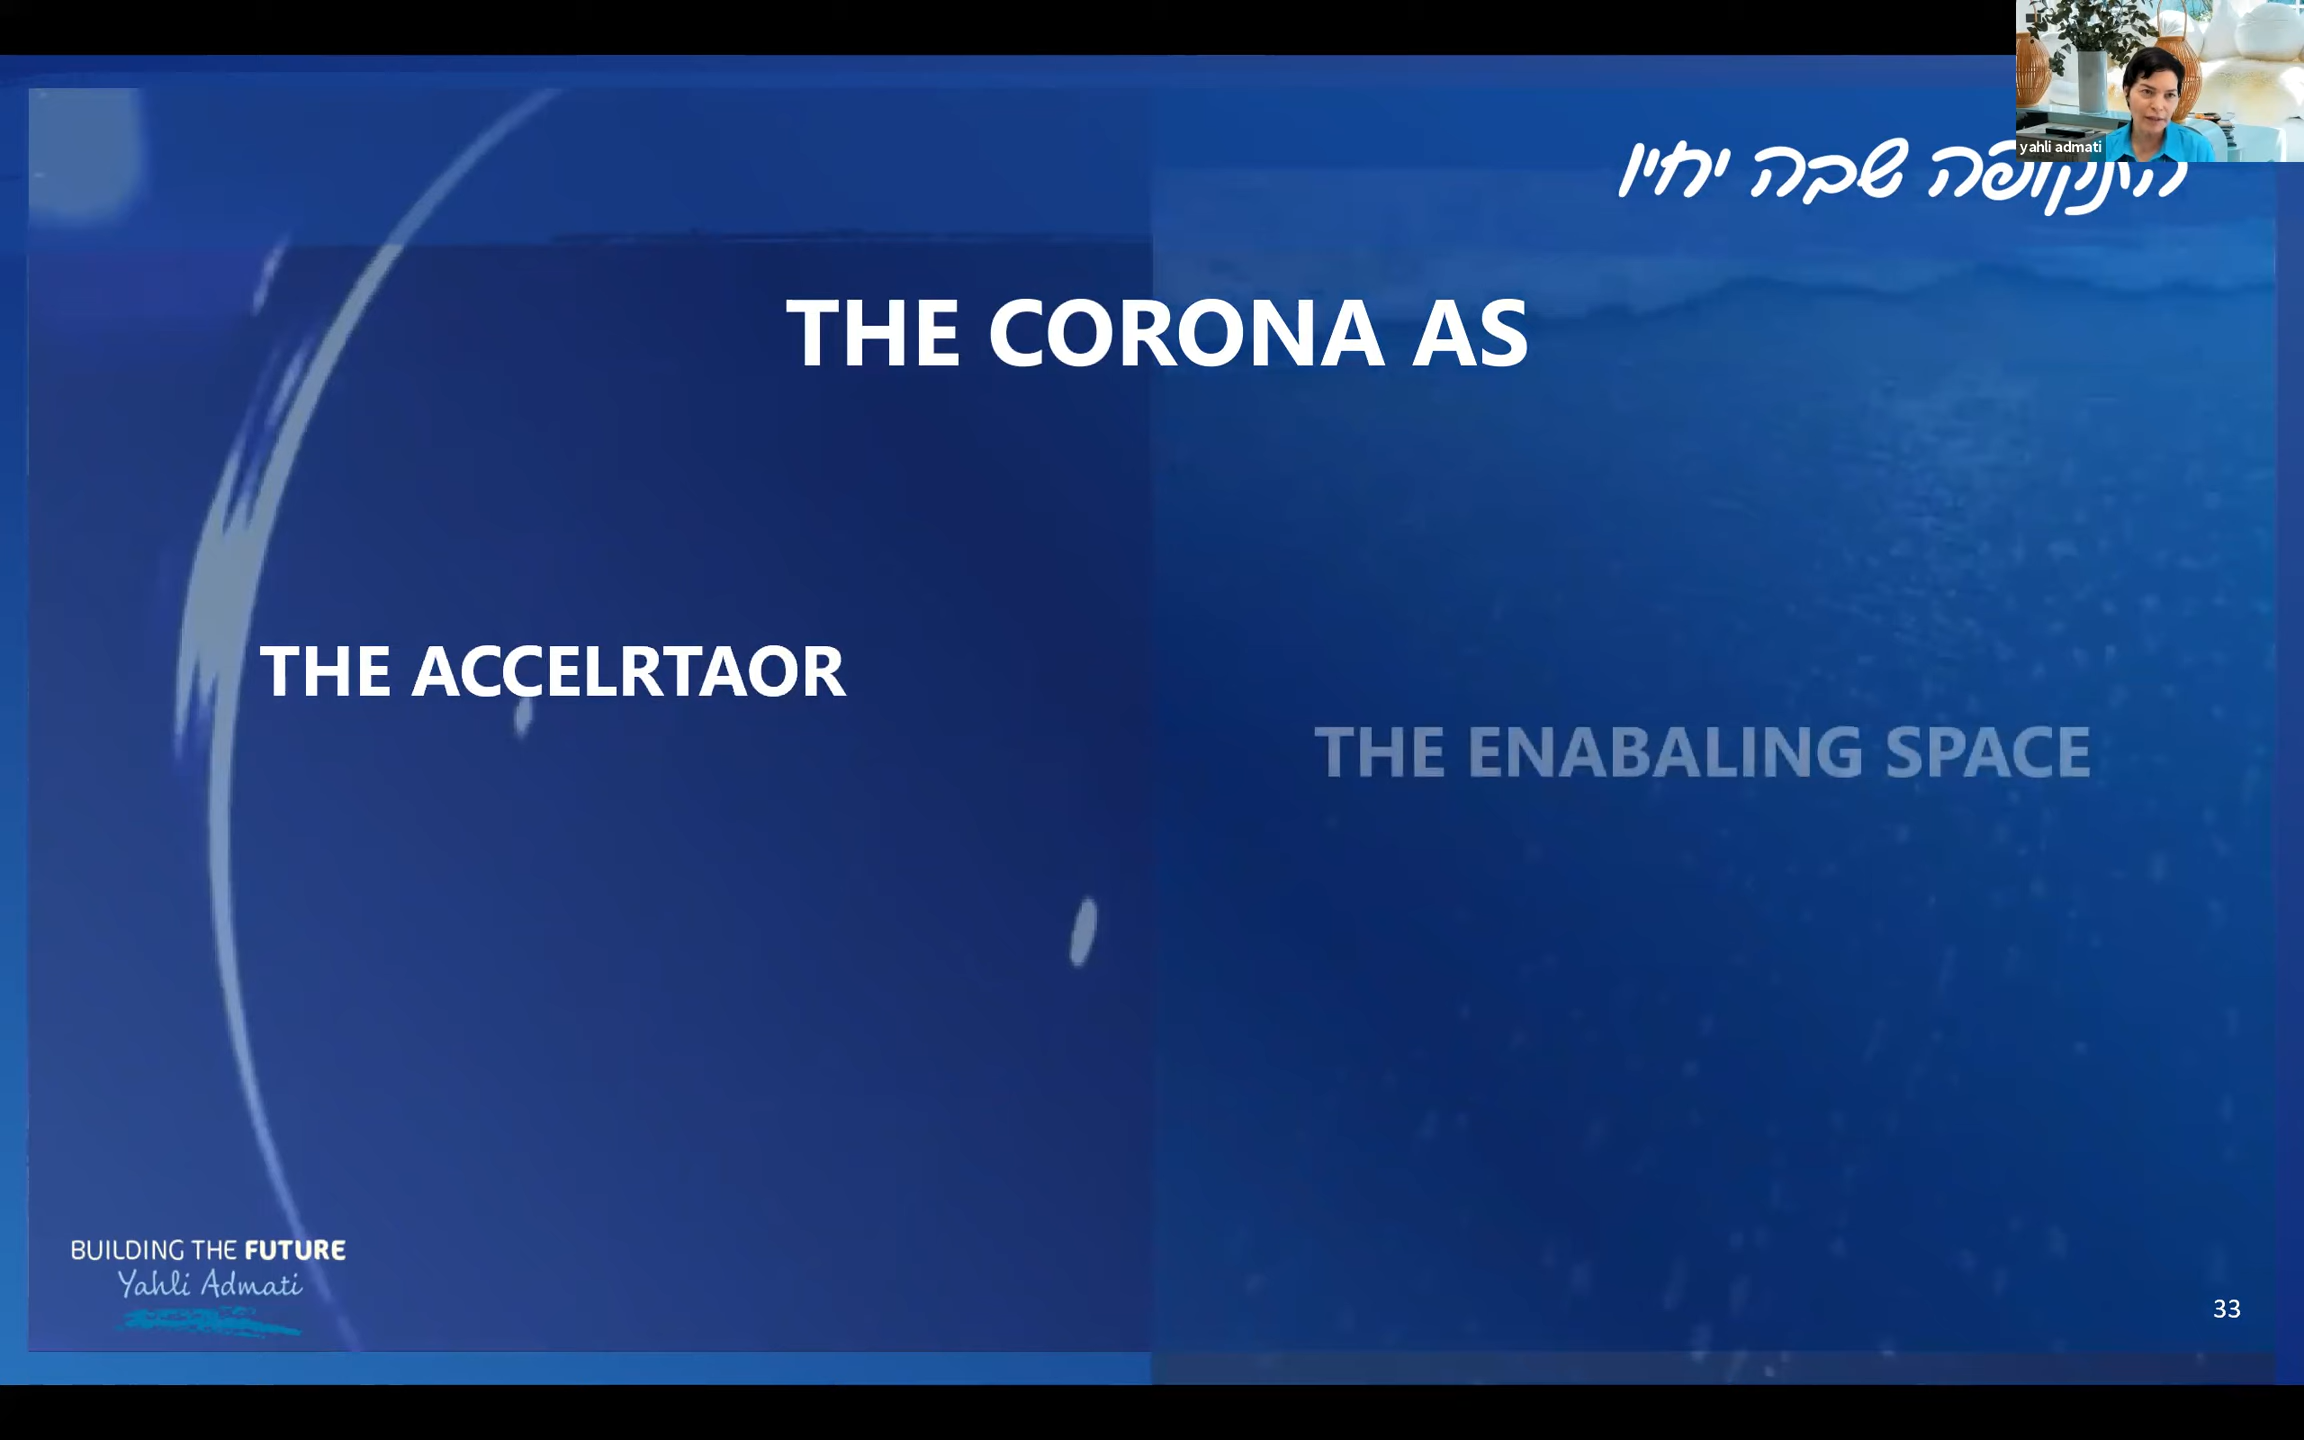 yahli admati
התקופה שבה יחיו
THE CORONA AS
THE ACCELRTAOR
THE ENABALING SPACE
BUILDING THE FUTURE
Yahli Admati
33